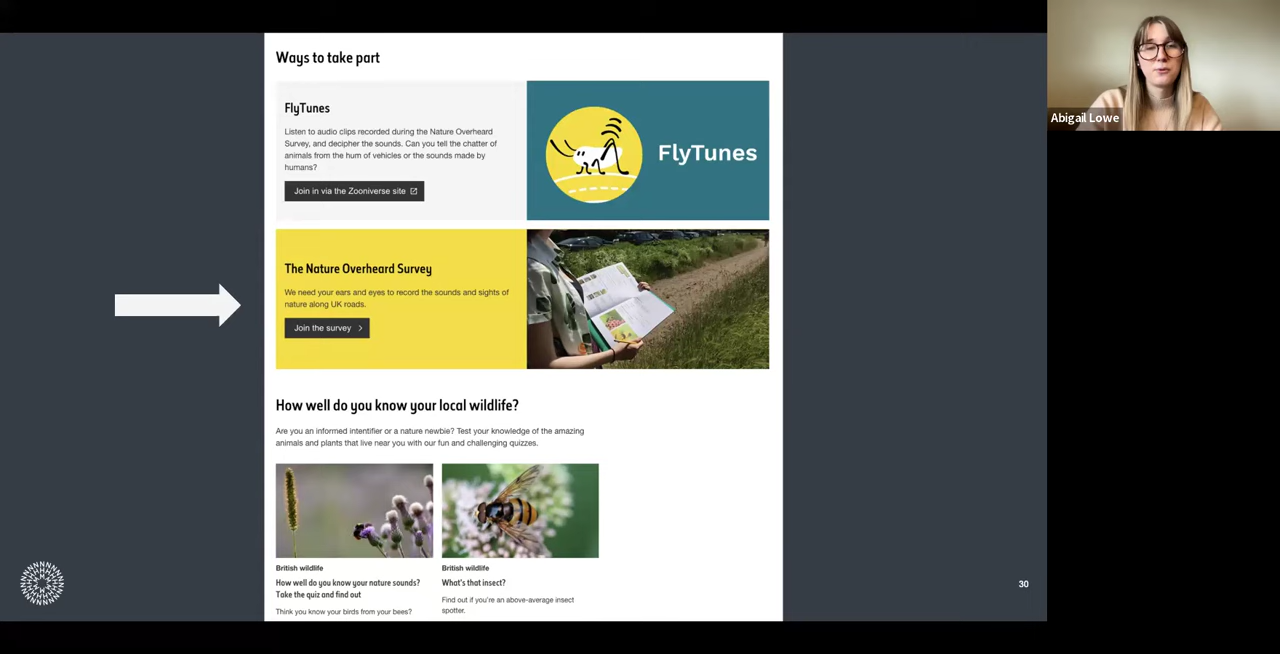 Ways to take part
FlyTunes
Listen to audio clips recorded during the Nature Overheard
Survey, and decipher the sounds. Can you tell the chatter of
animals from the hum of vehicles or the sounds made by
humans?
Join in via the Zooniverse site
FlyTunes
The Nature Overheard Survey
We need your ears and eyes to record the sounds and sights of
nature along UK roads.
Join the survey
How well do you know your local wildlife?
Are you an informed intentifier or a nature newbie? Test your knowledge of the amazing
animals and plants that live near you with our fun and challenging quizzes.
British wildlife
How well do you know your nature sounds?
Take the quiz and find out
Think you know your birds from your bees?
British wildlife
What's that insect?
Find out if you're an above-average insect
spotter.
30
Abigail Lowe